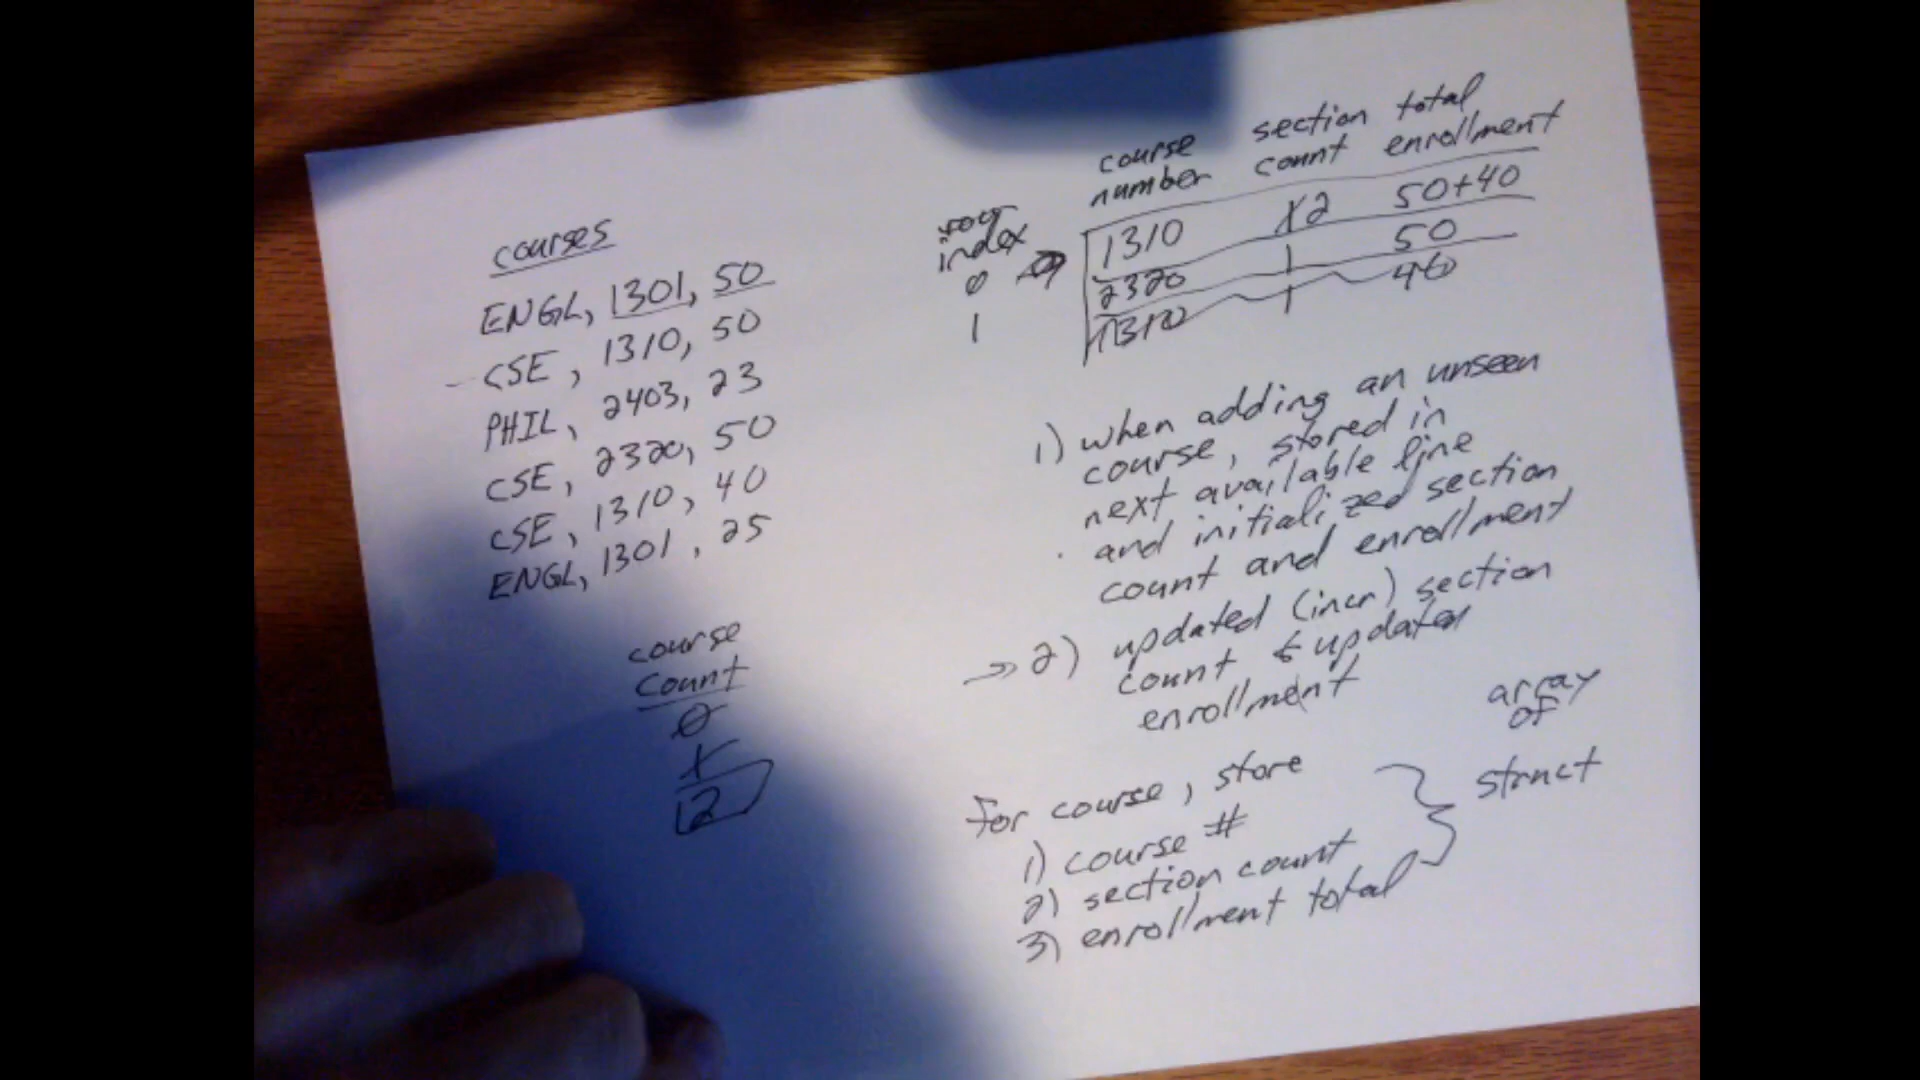 courses
ENGL, 1301, 50
CSE, 1310, 50
PHIL, 2403, 23
CSE, 2320, 50
CSE, 1310, 40
ENGL, 1301, 25
course
count
0
1
2
course section total
number count enrollment
index
0 1310 1 2 50+40
1 2320 1 50
1310 1 40
1) when adding an unseen
course, stored in
next available line
and initialized section
count and enrollment
2) updated (incr) section
count & updated
enrollment
For course, store
1) course #
2) section count
3) enrollment total
array
of
struct